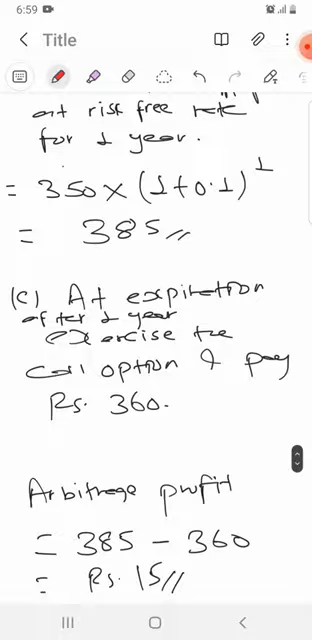 6:59
Title
at risk free rate
for 1 year.
= 350 × (1+0.1)^1
= 385 //
(c) At expiration
after 1 year
exercise the
call option & pay
Rs. 360.
Arbitrage profit
= 385 - 360
= Rs. 15 //